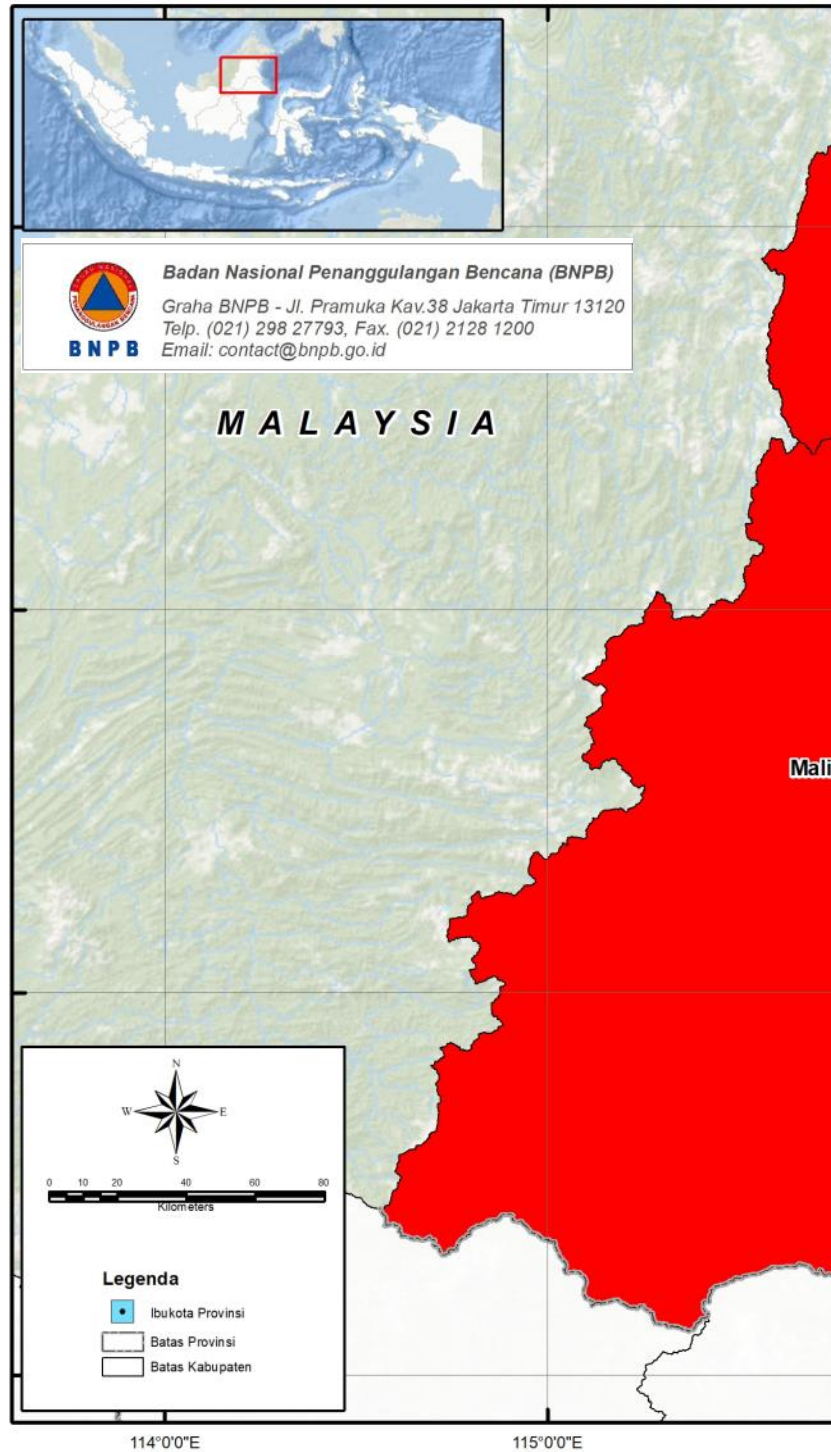 Badan Nasional Penanggulangan Bencana (BNPB)
Graha BNPB - Jl. Pramuka Kav.38 Jakarta Timur 13120
Telp. (021) 298 27793, Fax. (021) 2128 1200
Email: contact@bnpb.go.id
BNPB
MALAYSIA
Mali
N
W E
S
0 10 20 40 60 80
Kilometers
Legenda
Ibukota Provinsi
Batas Provinsi
Batas Kabupaten
114°0'0"E 115°0'0"E